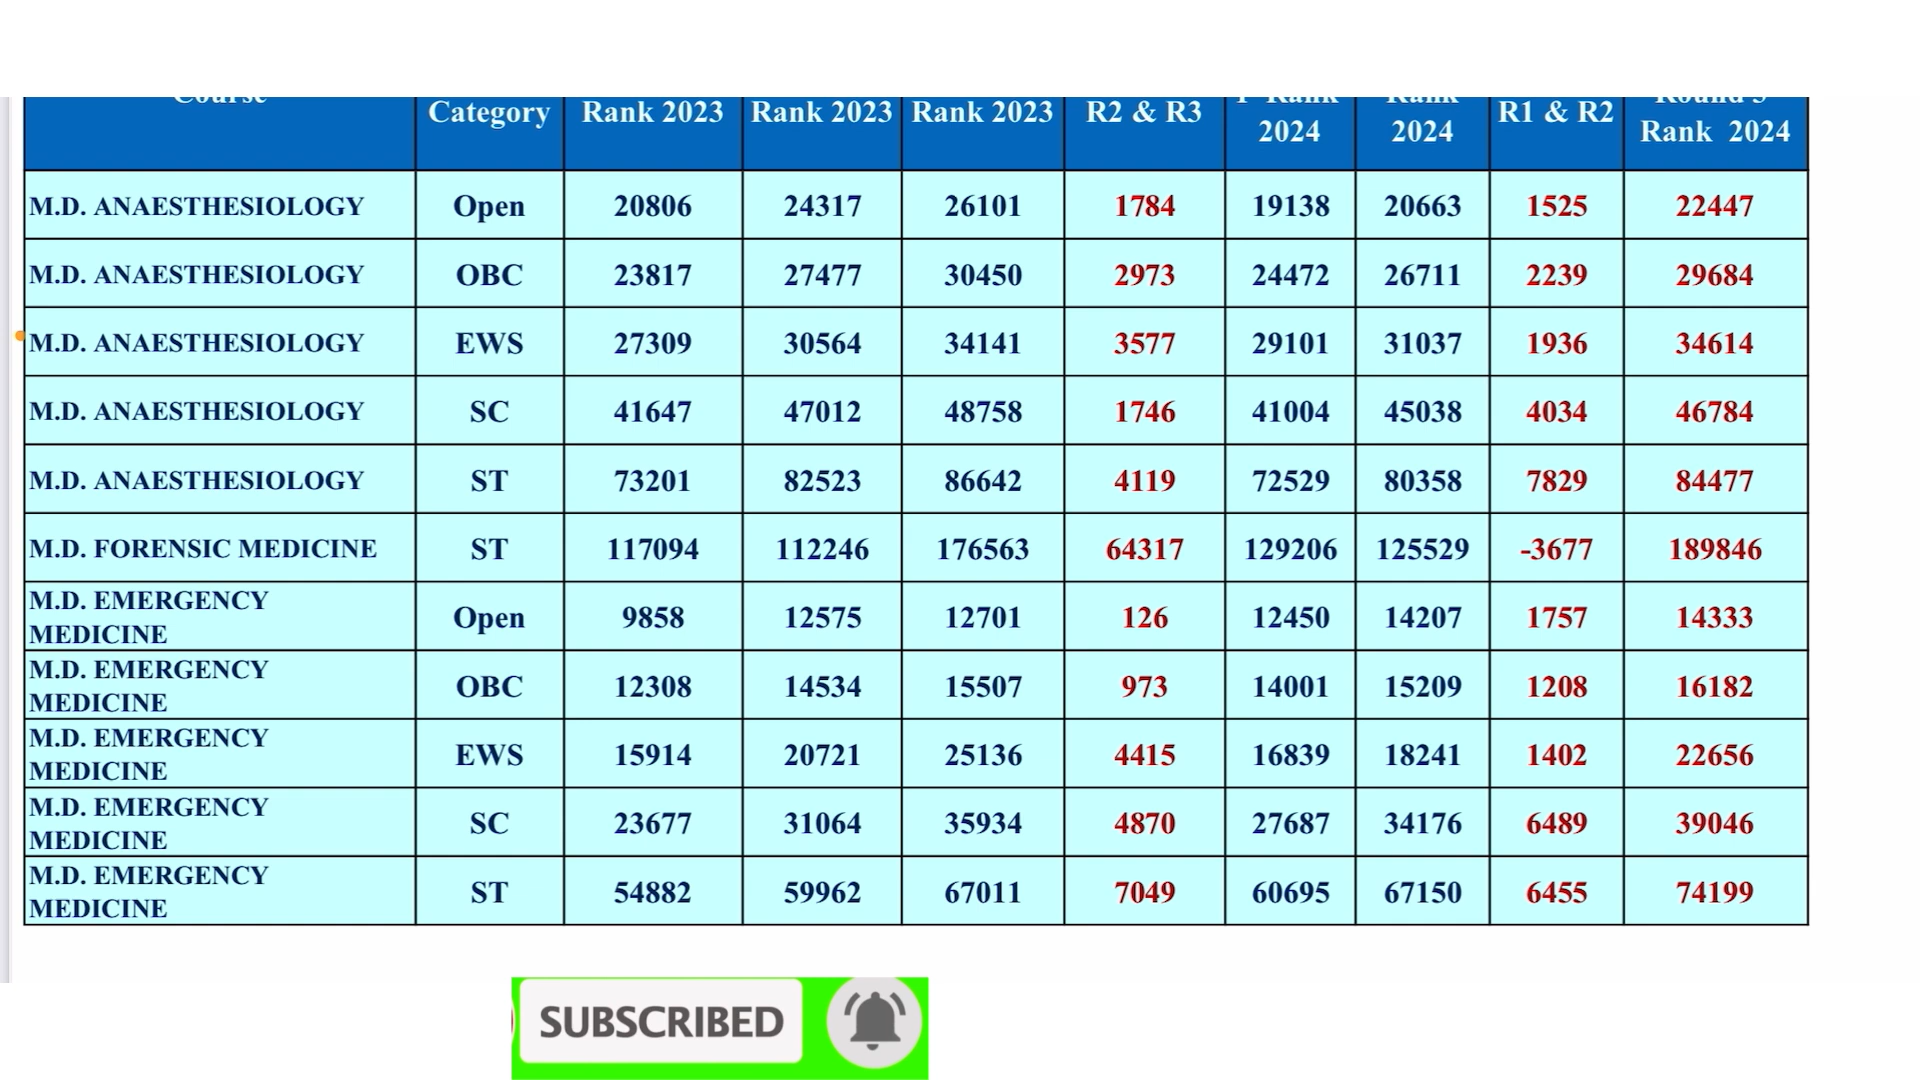 Course Category Rank 2023 Rank 2023 Rank 2023 R2 & R3 Rank 2024 Rank 2024 R1 & R2 Round 3 Rank 2024
M.D. ANAESTHESIOLOGY Open 20806 24317 26101 1784 19138 20663 1525 22447
M.D. ANAESTHESIOLOGY OBC 23817 27477 30450 2973 24472 26711 2239 29684
M.D. ANAESTHESIOLOGY EWS 27309 30564 34141 3577 29101 31037 1936 34614
M.D. ANAESTHESIOLOGY SC 41647 47012 48758 1746 41004 45038 4034 46784
M.D. ANAESTHESIOLOGY ST 73201 82523 86642 4119 72529 80358 7829 84477
M.D. FORENSIC MEDICINE ST 117094 112246 176563 64317 129206 125529 -3677 189846
M.D. EMERGENCY MEDICINE Open 9858 12575 12701 126 12450 14207 1757 14333
M.D. EMERGENCY MEDICINE OBC 12308 14534 15507 973 14001 15209 1208 16182
M.D. EMERGENCY MEDICINE EWS 15914 20721 25136 4415 16839 18241 1402 22656
M.D. EMERGENCY MEDICINE SC 23677 31064 35934 4870 27687 34176 6489 39046
M.D. EMERGENCY MEDICINE ST 54882 59962 67011 7049 60695 67150 6455 74199
SUBSCRIBED